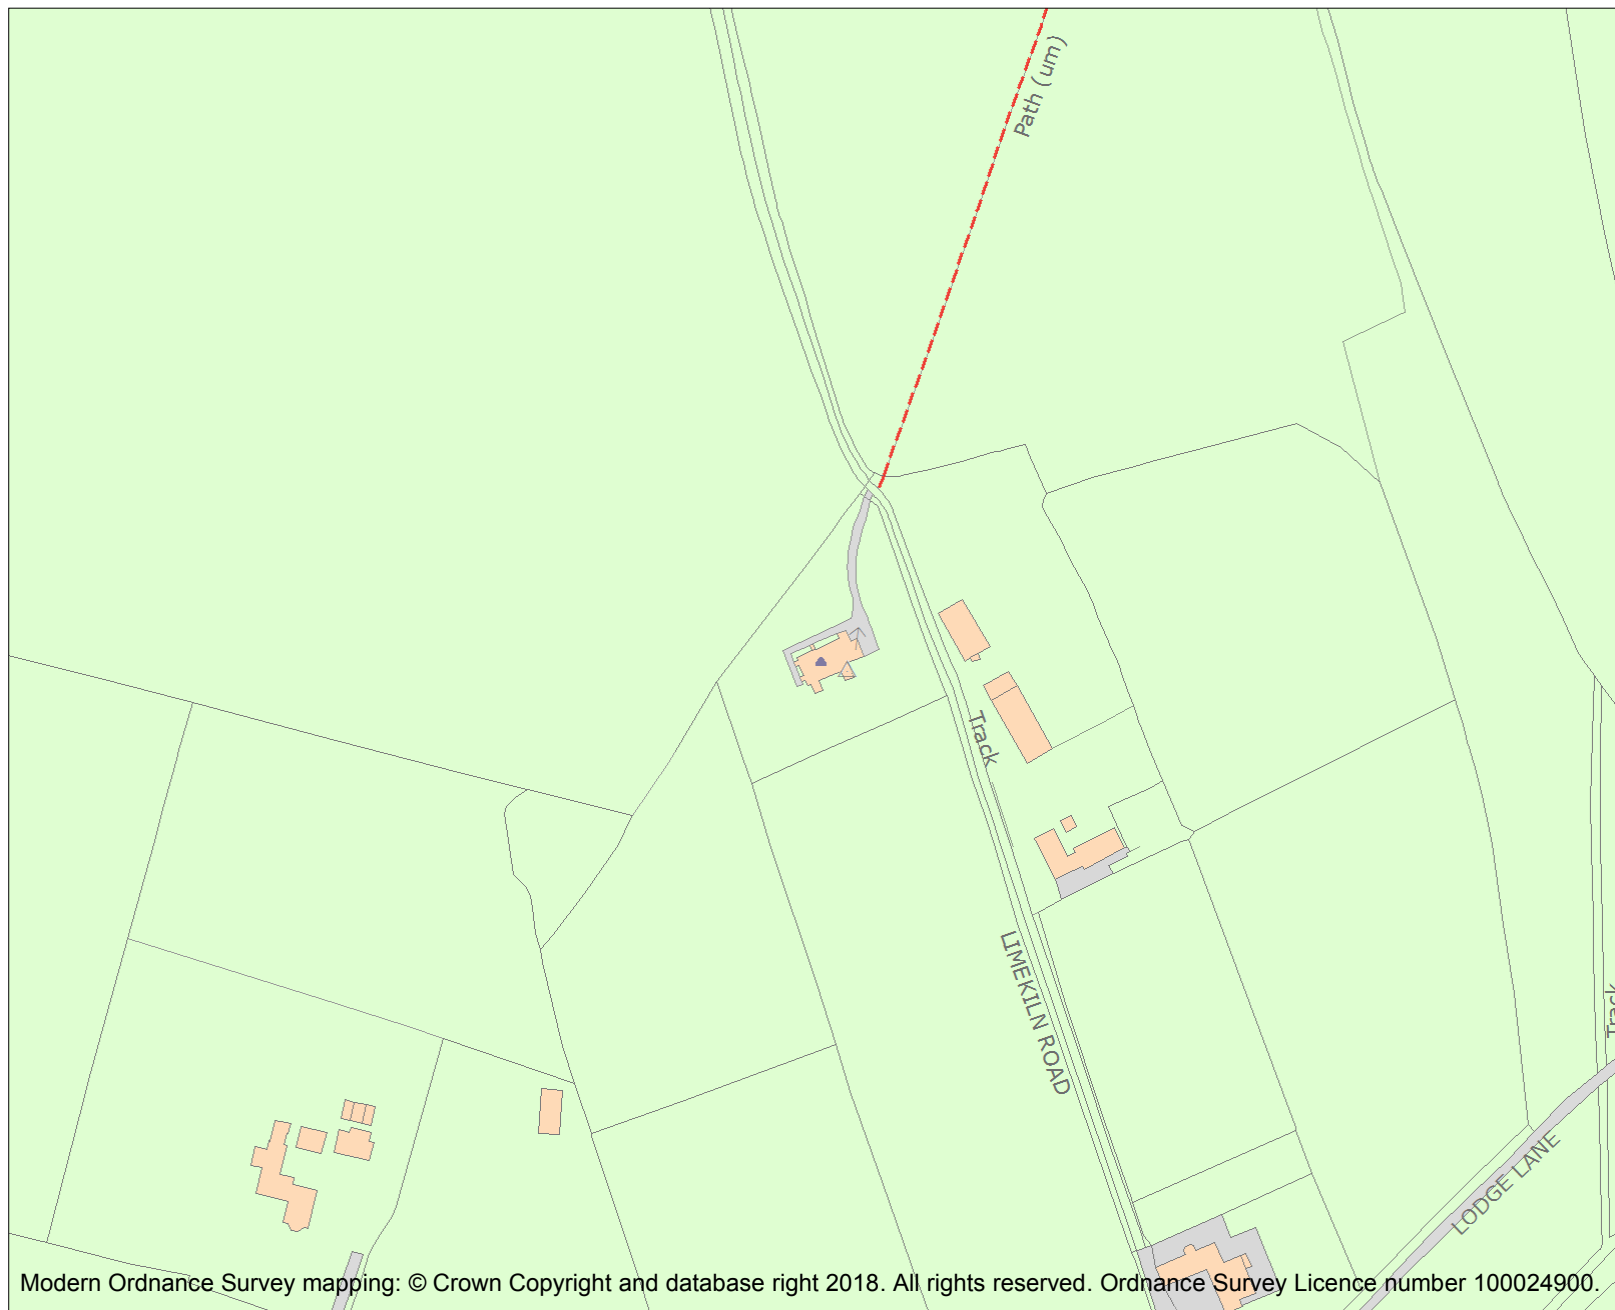 Path (um)
Track
LIMEKILN ROAD
Track
LODGE LANE
Modern Ordnance Survey mapping: © Crown Copyright and database right 2018. All rights reserved. Ordnance Survey Licence number 100024900.